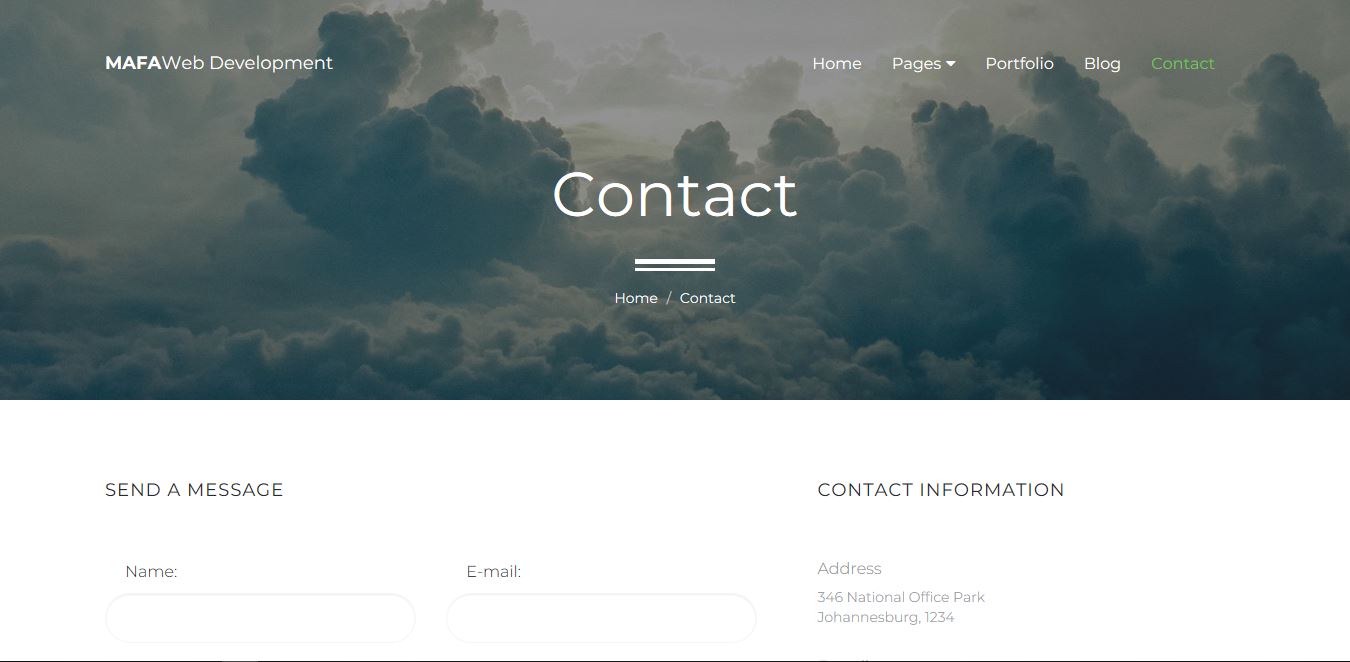 MAFAWeb Development
Home Pages Portfolio Blog Contact
Contact
Home / Contact
SEND A MESSAGE
CONTACT INFORMATION
Name:
E-mail:
Address
346 National Office Park
Johannesburg, 1234